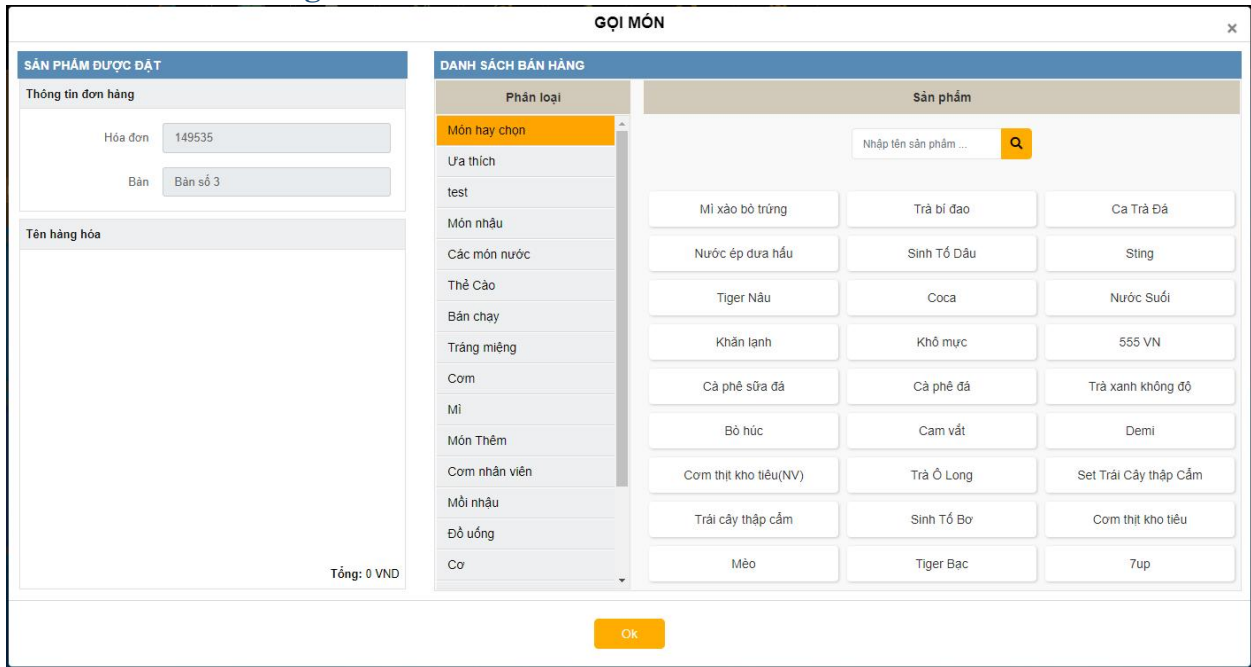 GỌI MÓN
×
SẢN PHẨM ĐƯỢC ĐẶT
Thông tin đơn hàng
Hóa đơn 149535
Bàn Bàn số 3
Tên hàng hóa
Tổng: 0 VND
DANH SÁCH BÁN HÀNG
Phân loại
Món hay chọn
Ưa thích
test
Món nhậu
Các món nước
Thẻ Cào
Bán chạy
Tráng miệng
Cơm
Mì
Món Thêm
Cơm nhân viên
Mồi nhậu
Đồ uống
Cơ
Sản phẩm
Nhập tên sản phẩm ...
Mì xào bò trứng Trà bí đao Ca Trà Đá
Nước ép dưa hấu Sinh Tố Dâu Sting
Tiger Nâu Coca Nước Suối
Khăn lạnh Khô mực 555 VN
Cà phê sữa đá Cà phê đá Trà xanh không độ
Bò húc Cam vắt Demi
Cơm thịt kho tiêu(NV) Trà Ô Long Set Trái Cây thập Cẩm
Trái cây thập cẩm Sinh Tố Bơ Cơm thịt kho tiêu
Mèo Tiger Bạc 7up
Ok